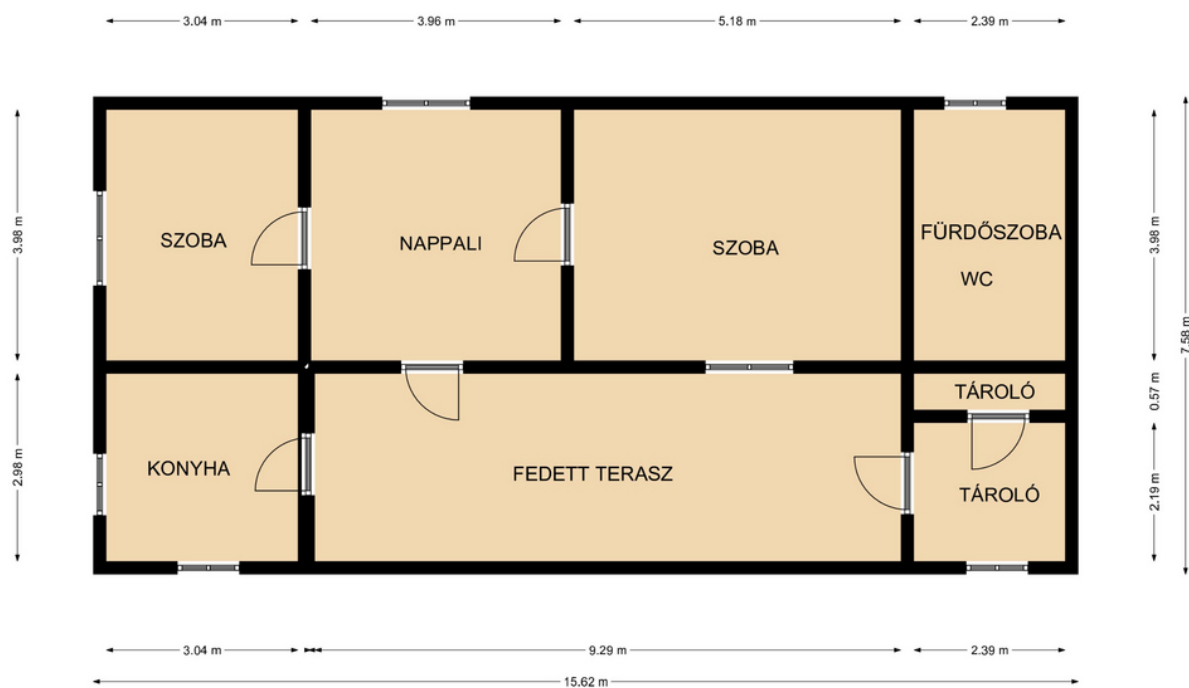 3.04 m
3.96 m
5.18 m
2.39 m
3.98 m
SZOBA
NAPPALI
SZOBA
FÜRDŐSZOBA
WC
3.98 m
7.58 m
2.98 m
KONYHA
FEDETT TERASZ
TÁROLÓ
0.57 m
TÁROLÓ
2.19 m
3.04 m
9.29 m
2.39 m
15.62 m